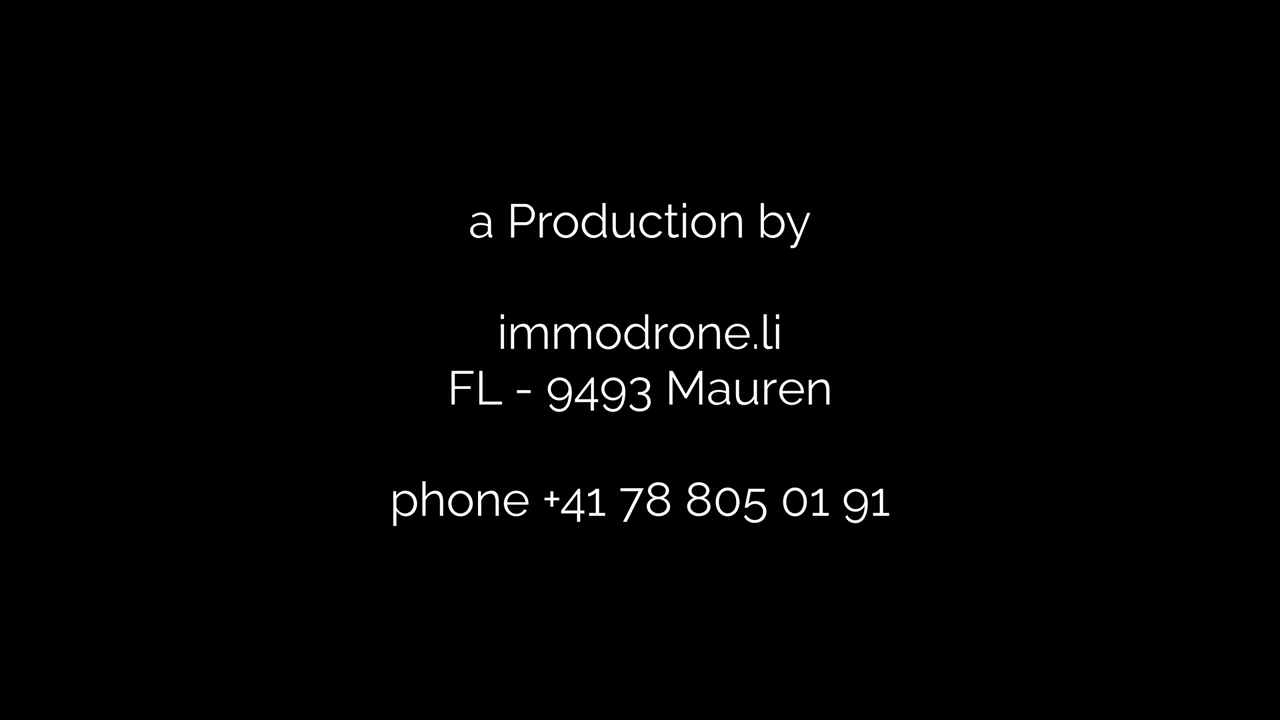 a Production by
immodrone.li
FL - 9493 Mauren
phone +41 78 805 01 91